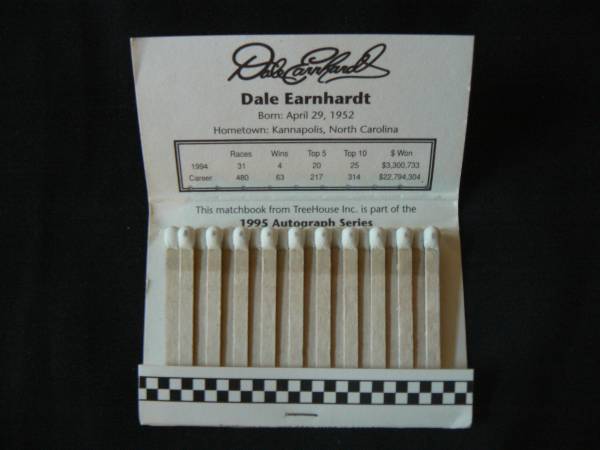 Dale Earnhardt
Dale Earnhardt
Born: April 29, 1952
Hometown: Kannapolis, North Carolina
Races Wins Top 5 Top 10 $ Won
1994 31 4 20 25 $3,300,733
Career 480 63 217 314 $22,794,304
This matchbook from TreeHouse Inc. is part of the
1995 Autograph Series